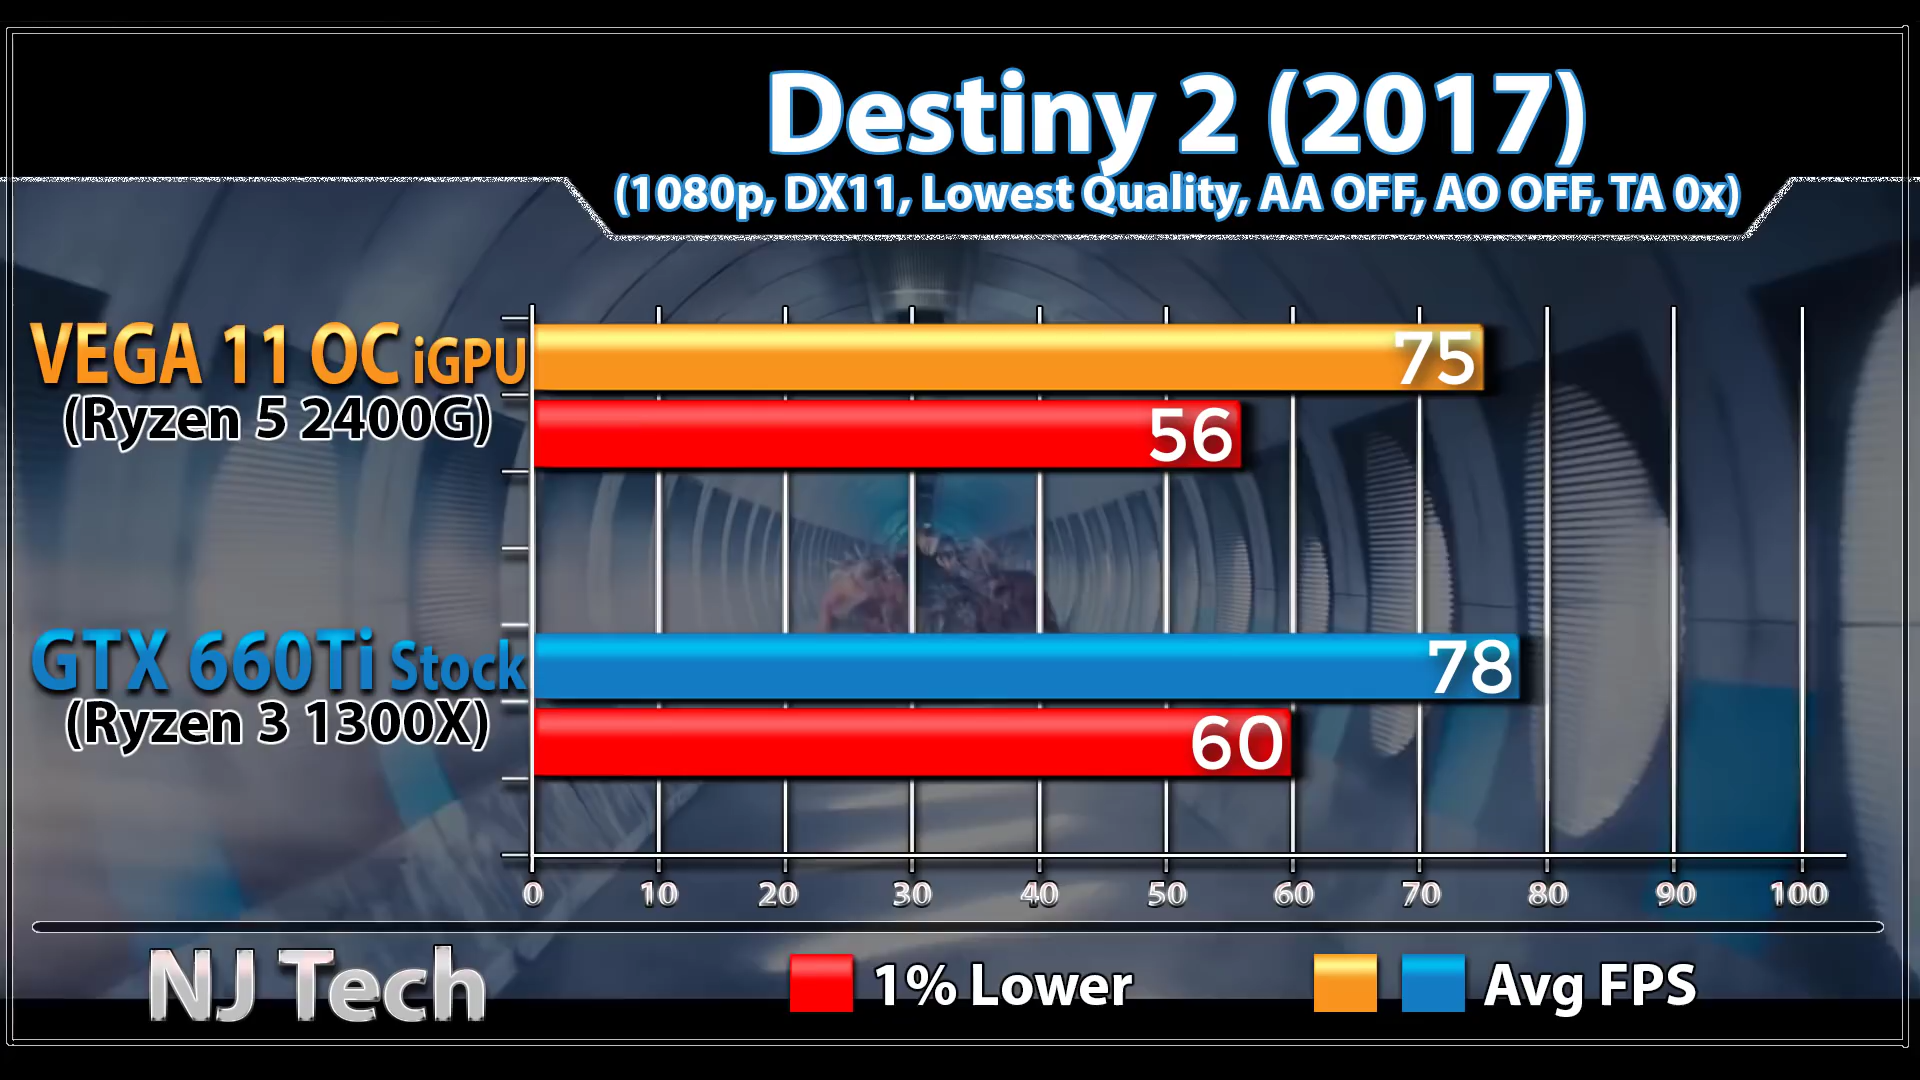 Destiny 2 (2017)
(1080p, DX11, Lowest Quality, AA OFF, AO OFF, TA 0x)
VEGA 11 OC iGPU
(Ryzen 5 2400G)
75
56
GTX 660Ti Stock
(Ryzen 3 1300X)
78
60
0 10 20 30 40 50 60 70 80 90 100
NJ Tech
1% Lower
Avg FPS